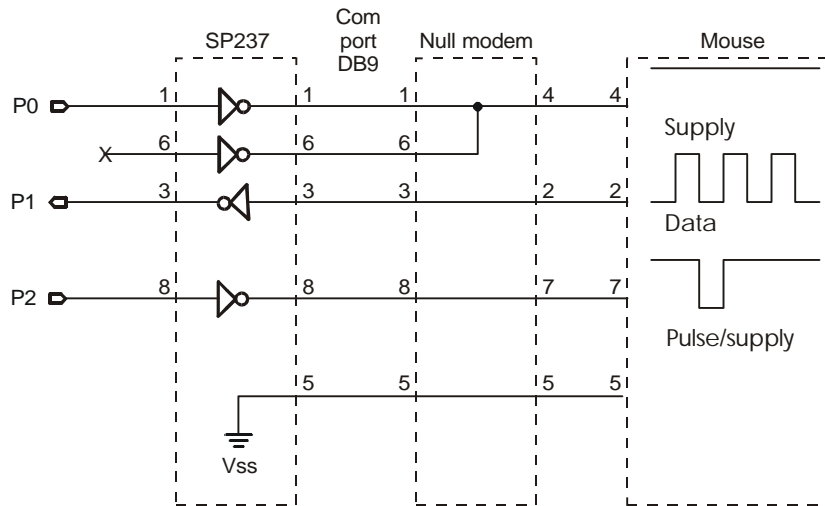 Com
port
DB9
SP237
Null modem
Mouse
P0 1 1 1 4 4
Supply
X 6 6 6
P1 3 3 3 2 2
Data
P2 8 8 8 7 7
Pulse/supply
5 5 5 5
Vss